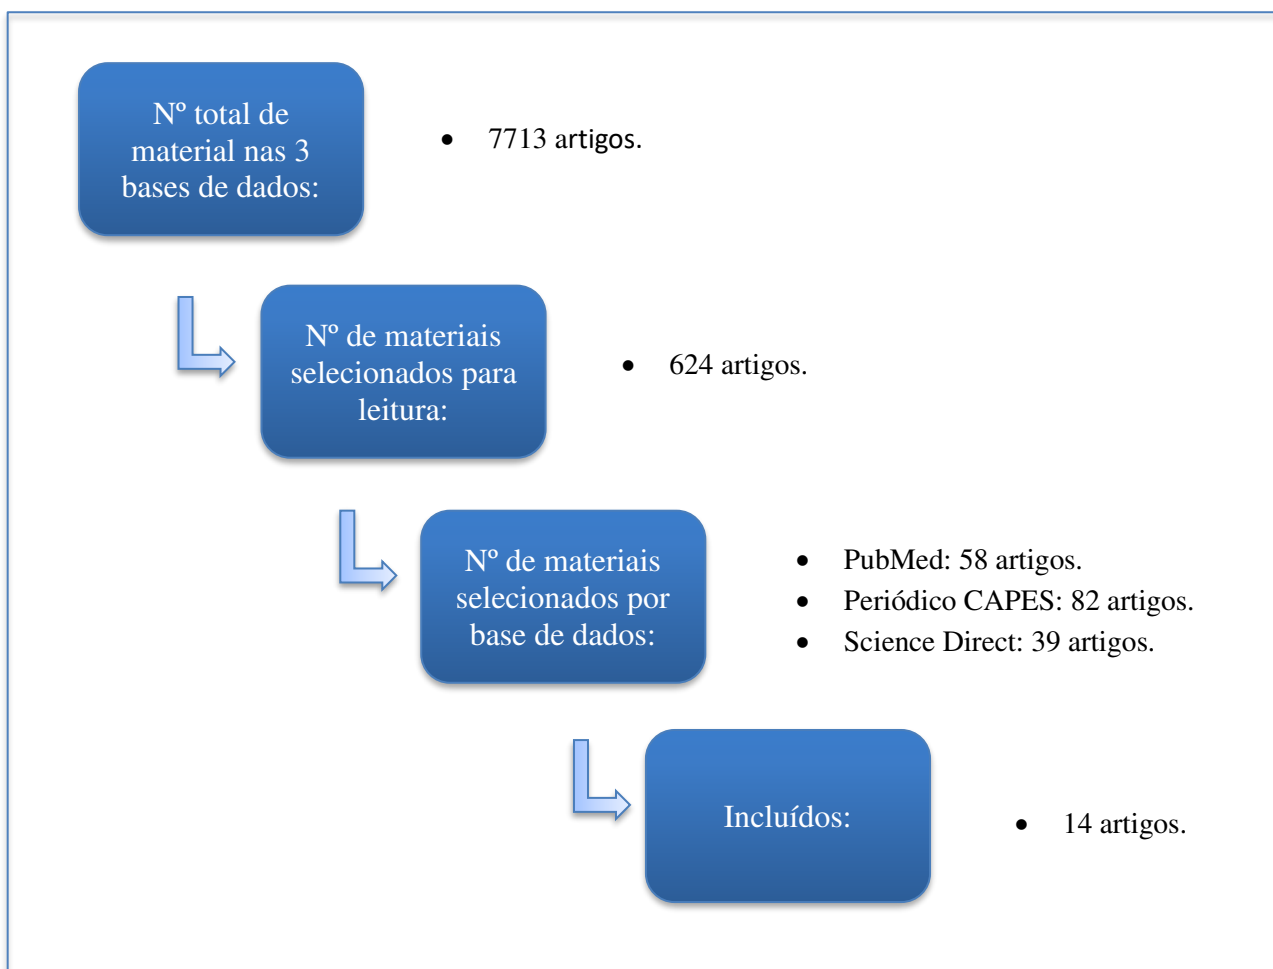 Nº total de
material nas 3
bases de dados:
• 7713 artigos.
Nº de materiais
selecionados para
leitura:
• 624 artigos.
Nº de materiais
selecionados por
base de dados:
• PubMed: 58 artigos.
• Periódico CAPES: 82 artigos.
• Science Direct: 39 artigos.
Incluídos:
• 14 artigos.